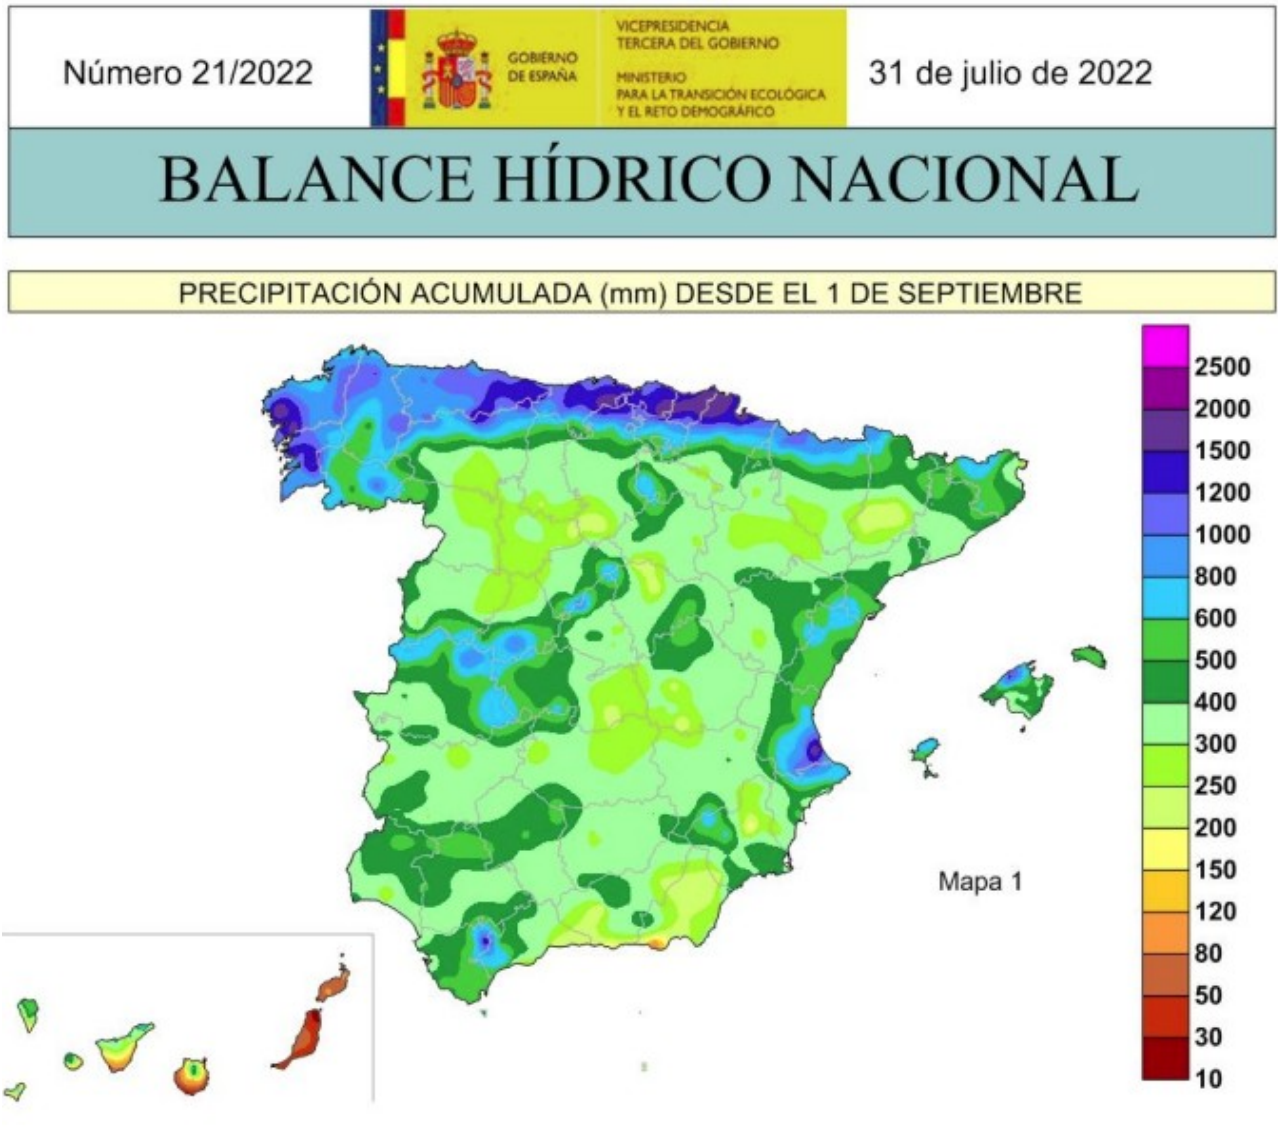 Número 21/2022
GOBIERNO
DE ESPAÑA
VICEPRESIDENCIA
TERCERA DEL GOBIERNO
MINISTERIO
PARA LA TRANSICIÓN ECOLÓGICA
Y EL RETO DEMOGRÁFICO
31 de julio de 2022
BALANCE HÍDRICO NACIONAL
PRECIPITACIÓN ACUMULADA (mm) DESDE EL 1 DE SEPTIEMBRE
2500
2000
1500
1200
1000
800
600
500
400
300
250
200
150
120
80
50
30
10
Mapa 1